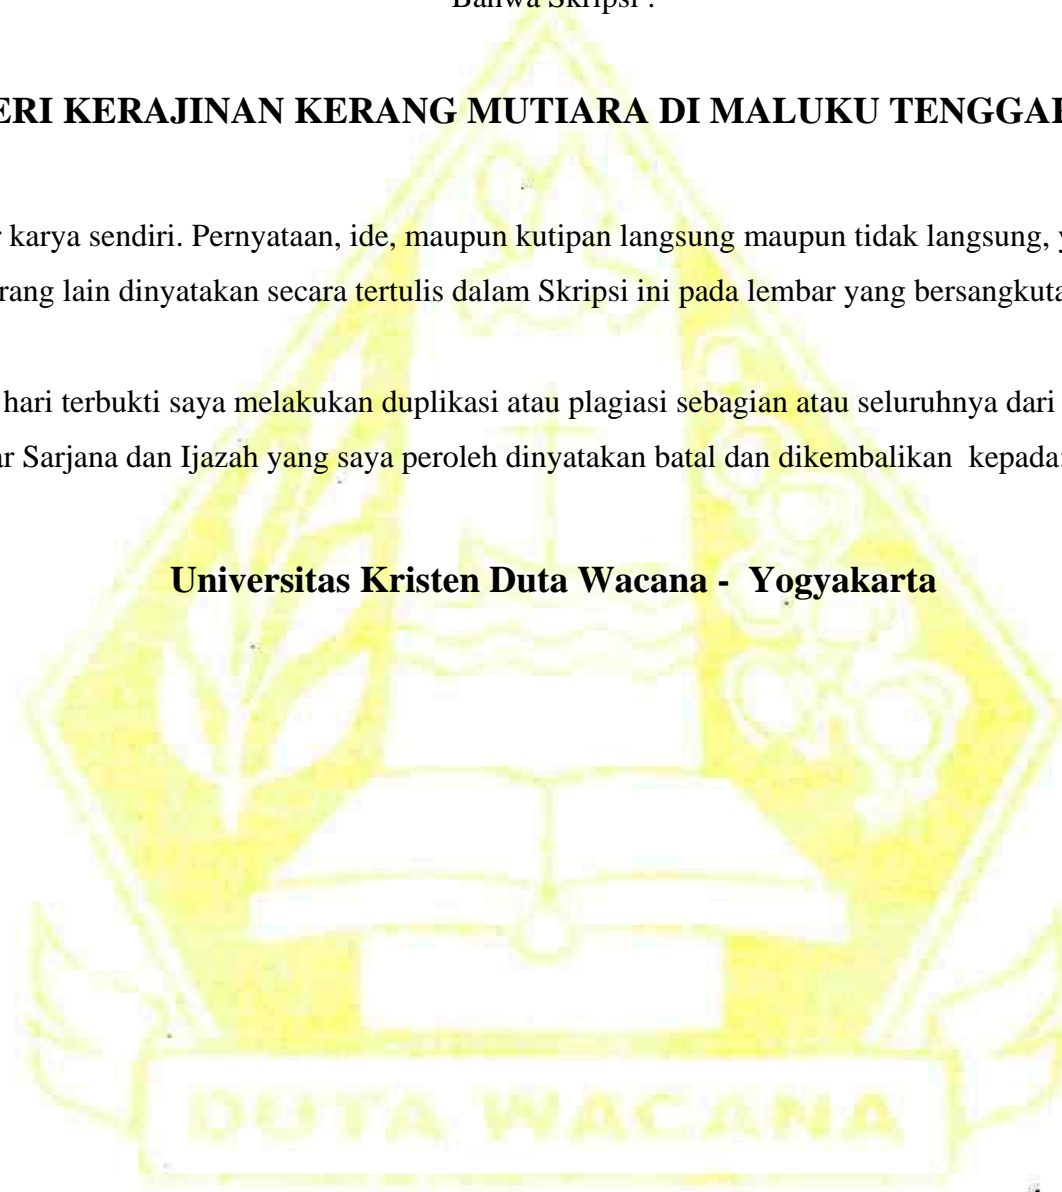 Bahwa Skripsi :
ERI KERAJINAN KERANG MUTIARA DI MALUKU TENGGAR
karya sendiri. Pernyataan, ide, maupun kutipan langsung maupun tidak langsung, y
rang lain dinyatakan secara tertulis dalam Skripsi ini pada lembar yang bersangkuta
hari terbukti saya melakukan duplikasi atau plagiasi sebagian atau seluruhnya dari
ar Sarjana dan Ijazah yang saya peroleh dinyatakan batal dan dikembalikan kepada
Universitas Kristen Duta Wacana - Yogyakarta
DUTA WACANA